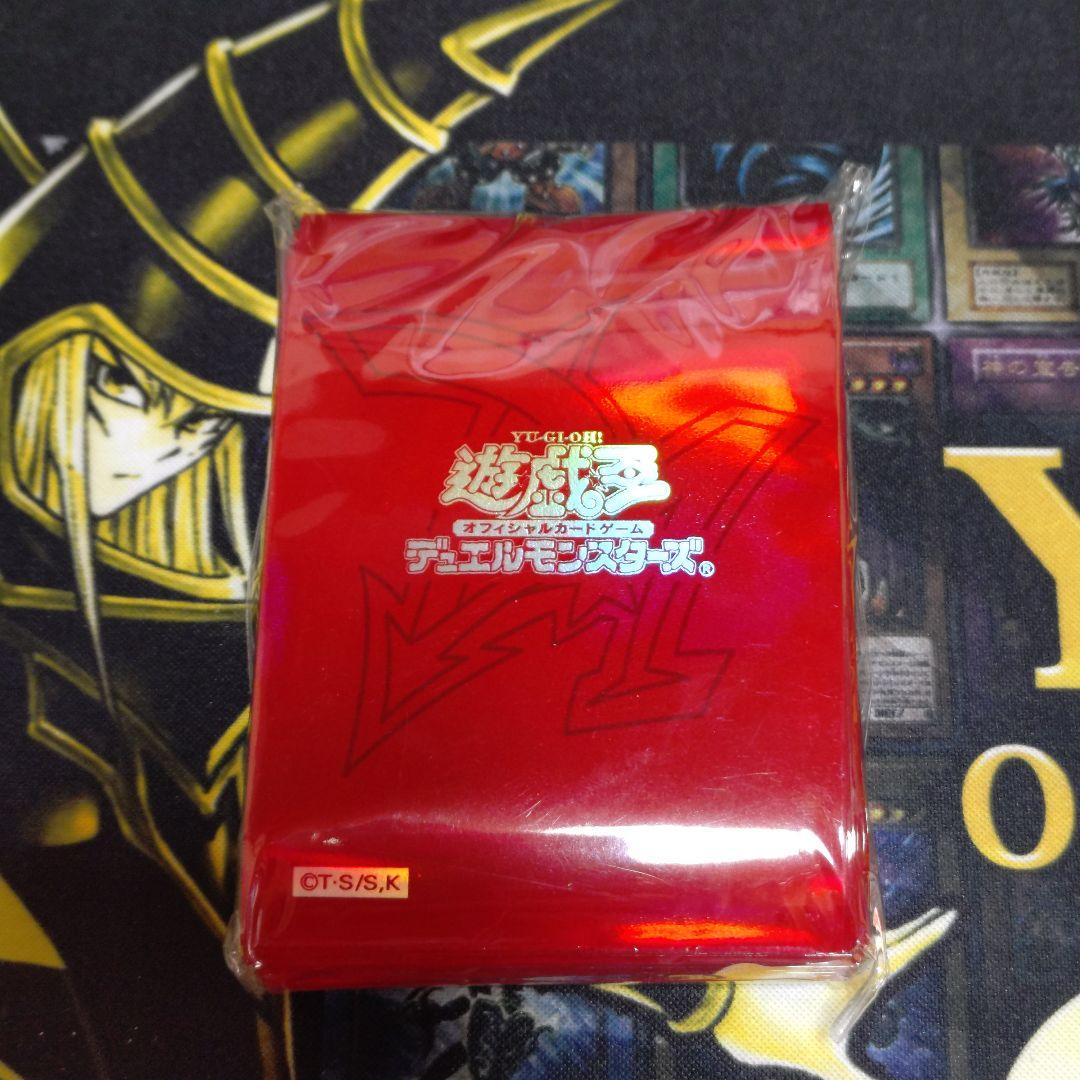 YU-GI-OH!
遊戯王
オフィシャルカードゲーム
デュエルモンスターズ®
©T·S/S,K
Y
O